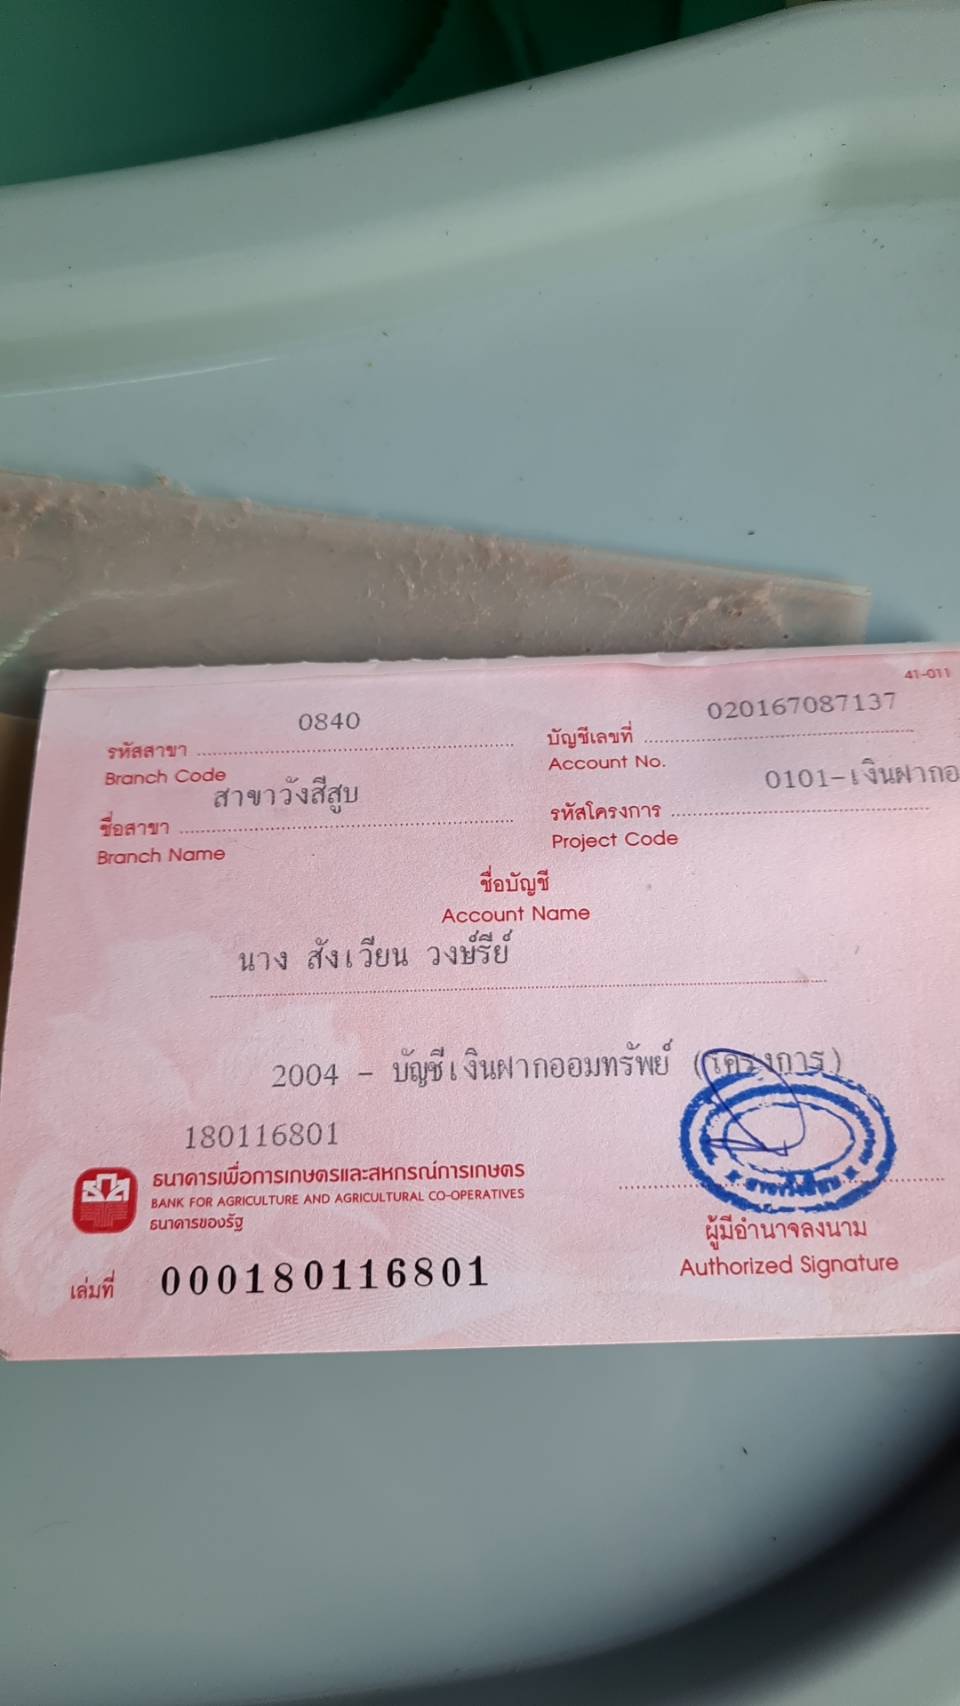 41-011
0840
รหัสสาขา
Branch Code
020167087137
บัญชีเลขที่
Account No.
สาขาวังสีสูบ
ชื่อสาขา
Branch Name
0101-เงินฝากออ
รหัสโครงการ
Project Code
ชื่อบัญชี
Account Name
นาง สังเวียน วงษ์รีย์
2004 - บัญชีเงินฝากออมทรัพย์ (โครงการ)
180116801
ธนาคารเพื่อการเกษตรและสหกรณ์การเกษตร
BANK FOR AGRICULTURE AND AGRICULTURAL CO-OPERATIVES
ธนาคารของรัฐ
ผู้มีอำนาจลงนาม
Authorized Signature
เล่มที่ 000180116801